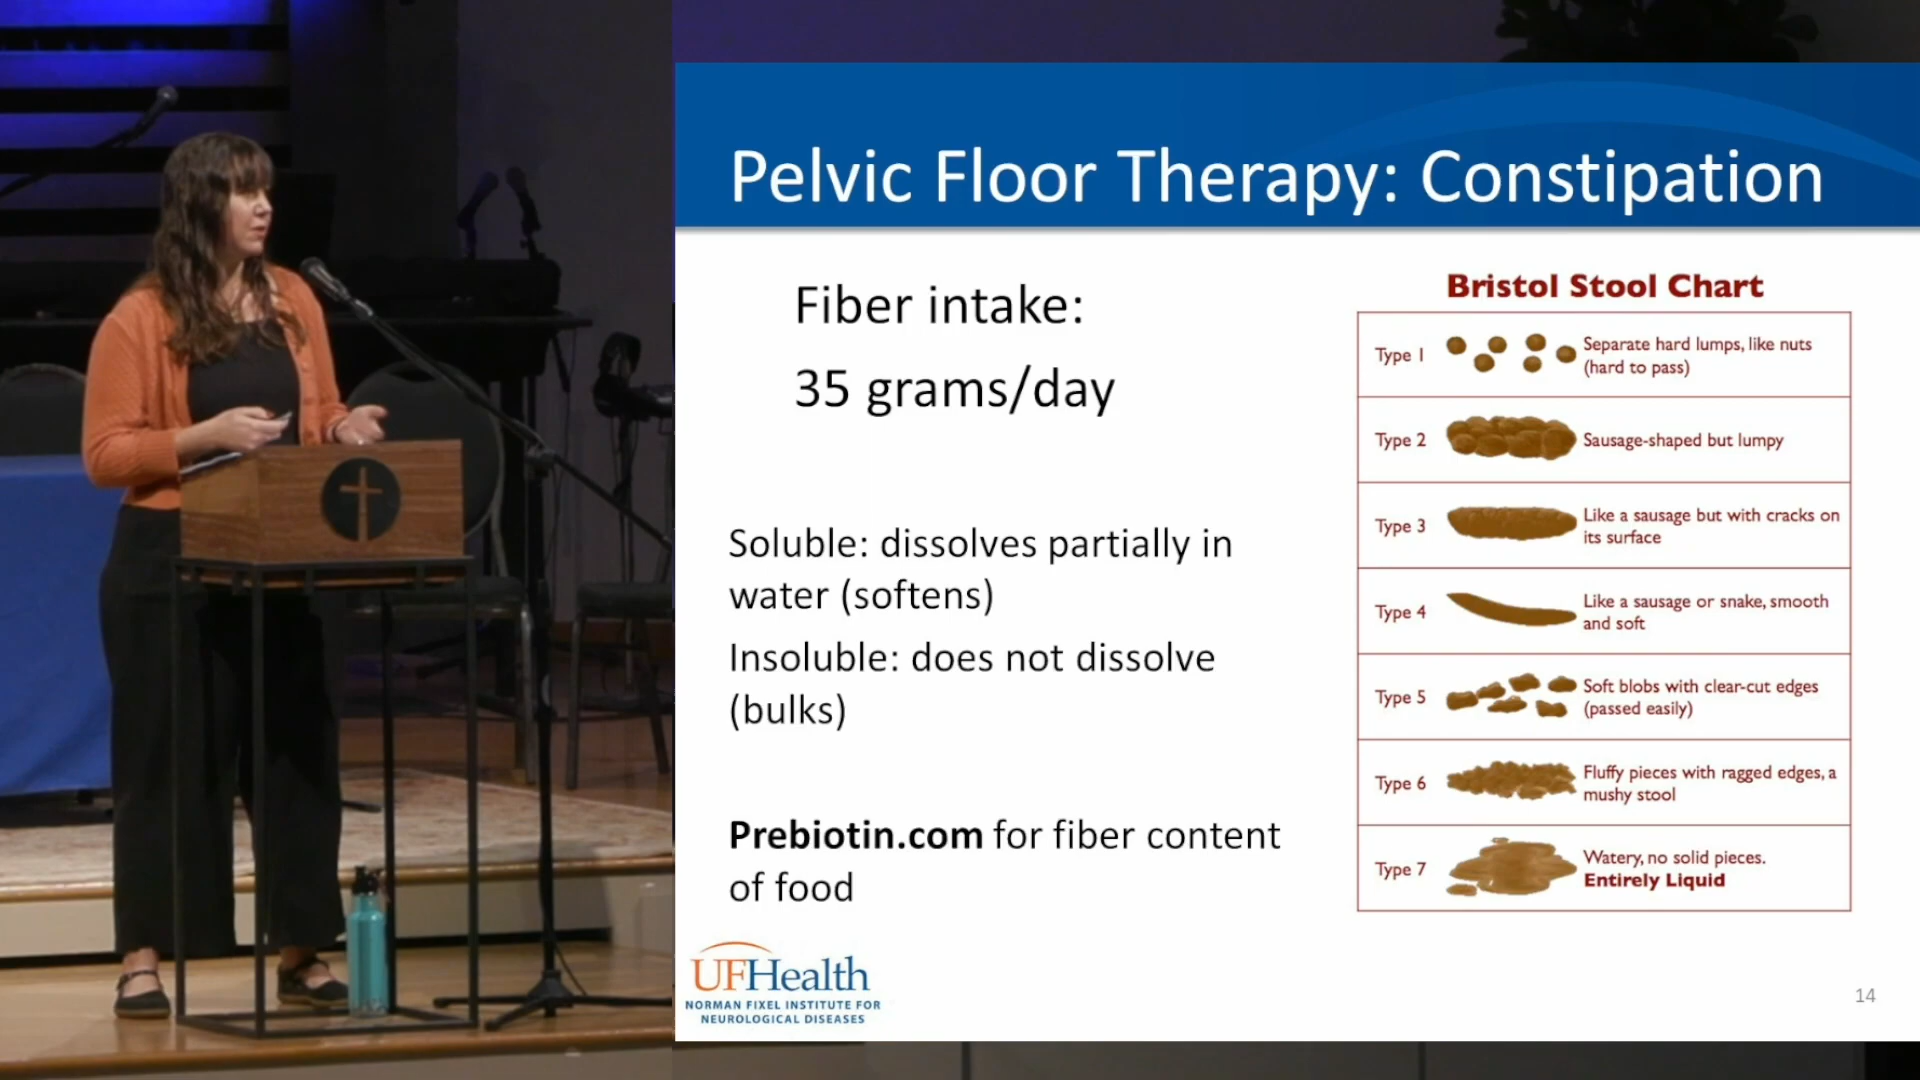 Pelvic Floor Therapy: Constipation
Fiber intake:
35 grams/day
Soluble: dissolves partially in
water (softens)
Insoluble: does not dissolve
(bulks)
Prebiotin.com for fiber content
of food
Bristol Stool Chart
Type 1
Separate hard lumps, like nuts
(hard to pass)
Type 2
Sausage-shaped but lumpy
Type 3
Like a sausage but with cracks on
its surface
Type 4
Like a sausage or snake, smooth
and soft
Type 5
Soft blobs with clear-cut edges
(passed easily)
Type 6
Fluffy pieces with ragged edges, a
mushy stool
Type 7
Watery, no solid pieces.
Entirely Liquid
UFHealth
NORMAN FIXEL INSTITUTE FOR
NEUROLOGICAL DISEASES
14